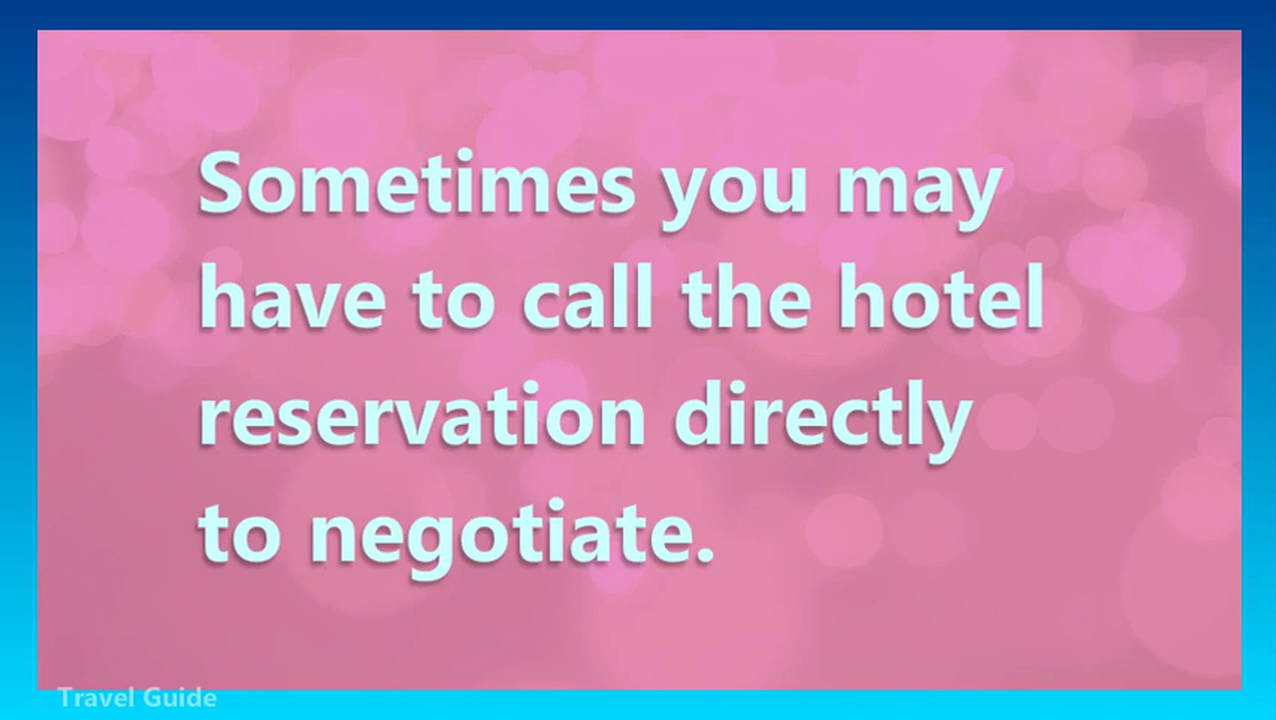 Sometimes you may
have to call the hotel
reservation directly
to negotiate.
Travel Guide